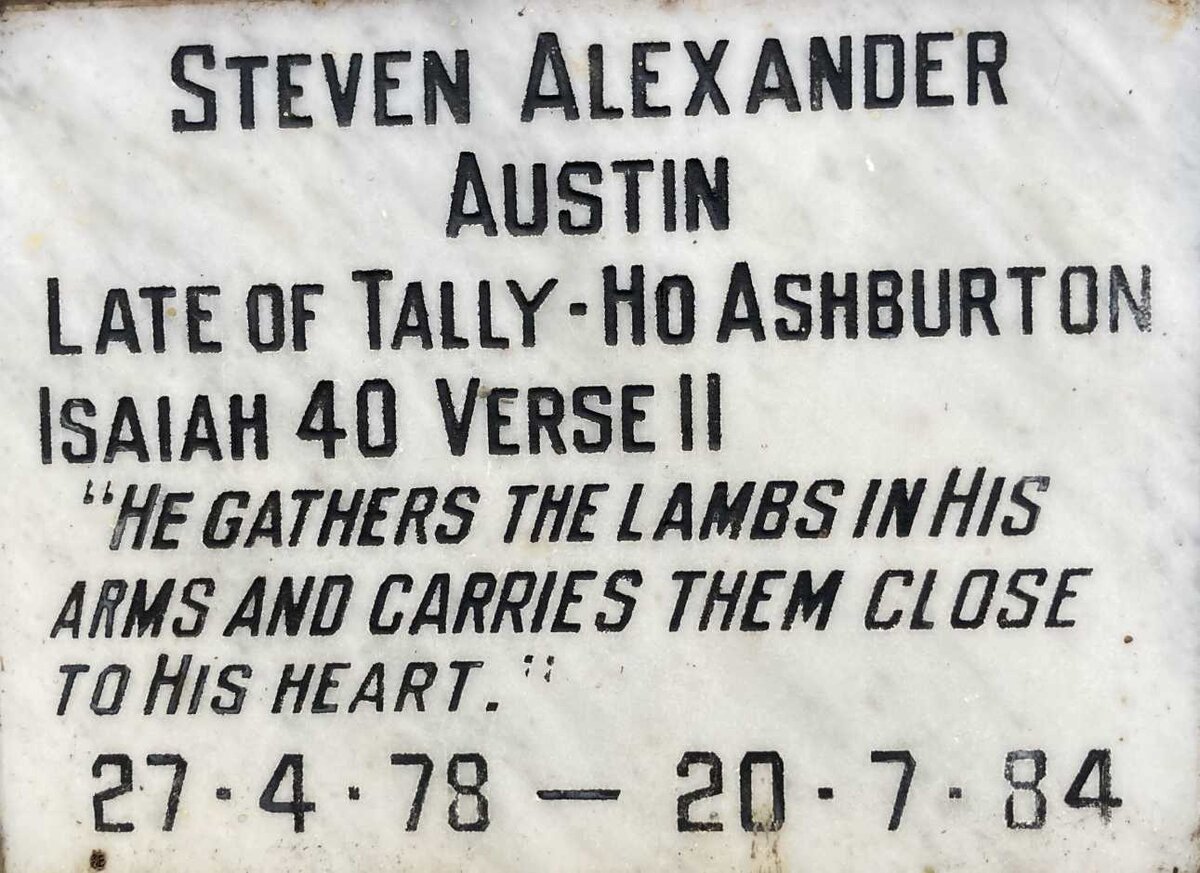 STEVEN ALEXANDER
AUSTIN
LATE OF TALLY-HO ASHBURTON
ISAIAH 40 VERSE 11
"HE GATHERS THE LAMBS IN HIS
ARMS AND CARRIES THEM CLOSE
TO HIS HEART."
27·4·78 — 20·7·84